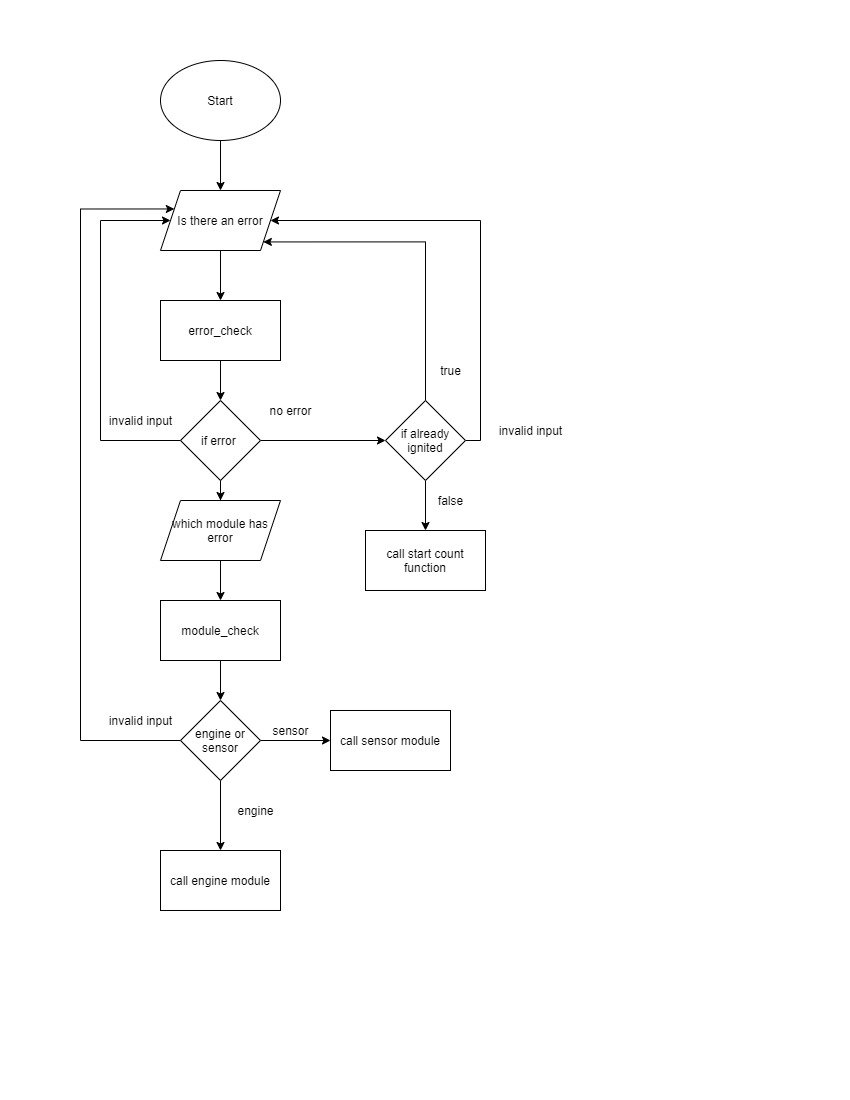 Start
Is there an error
error_check
true
invalid input
no error
if error
if already
ignited
invalid input
false
which module has
error
call start count
function
module_check
invalid input
engine or
sensor
sensor
call sensor module
engine
call engine module